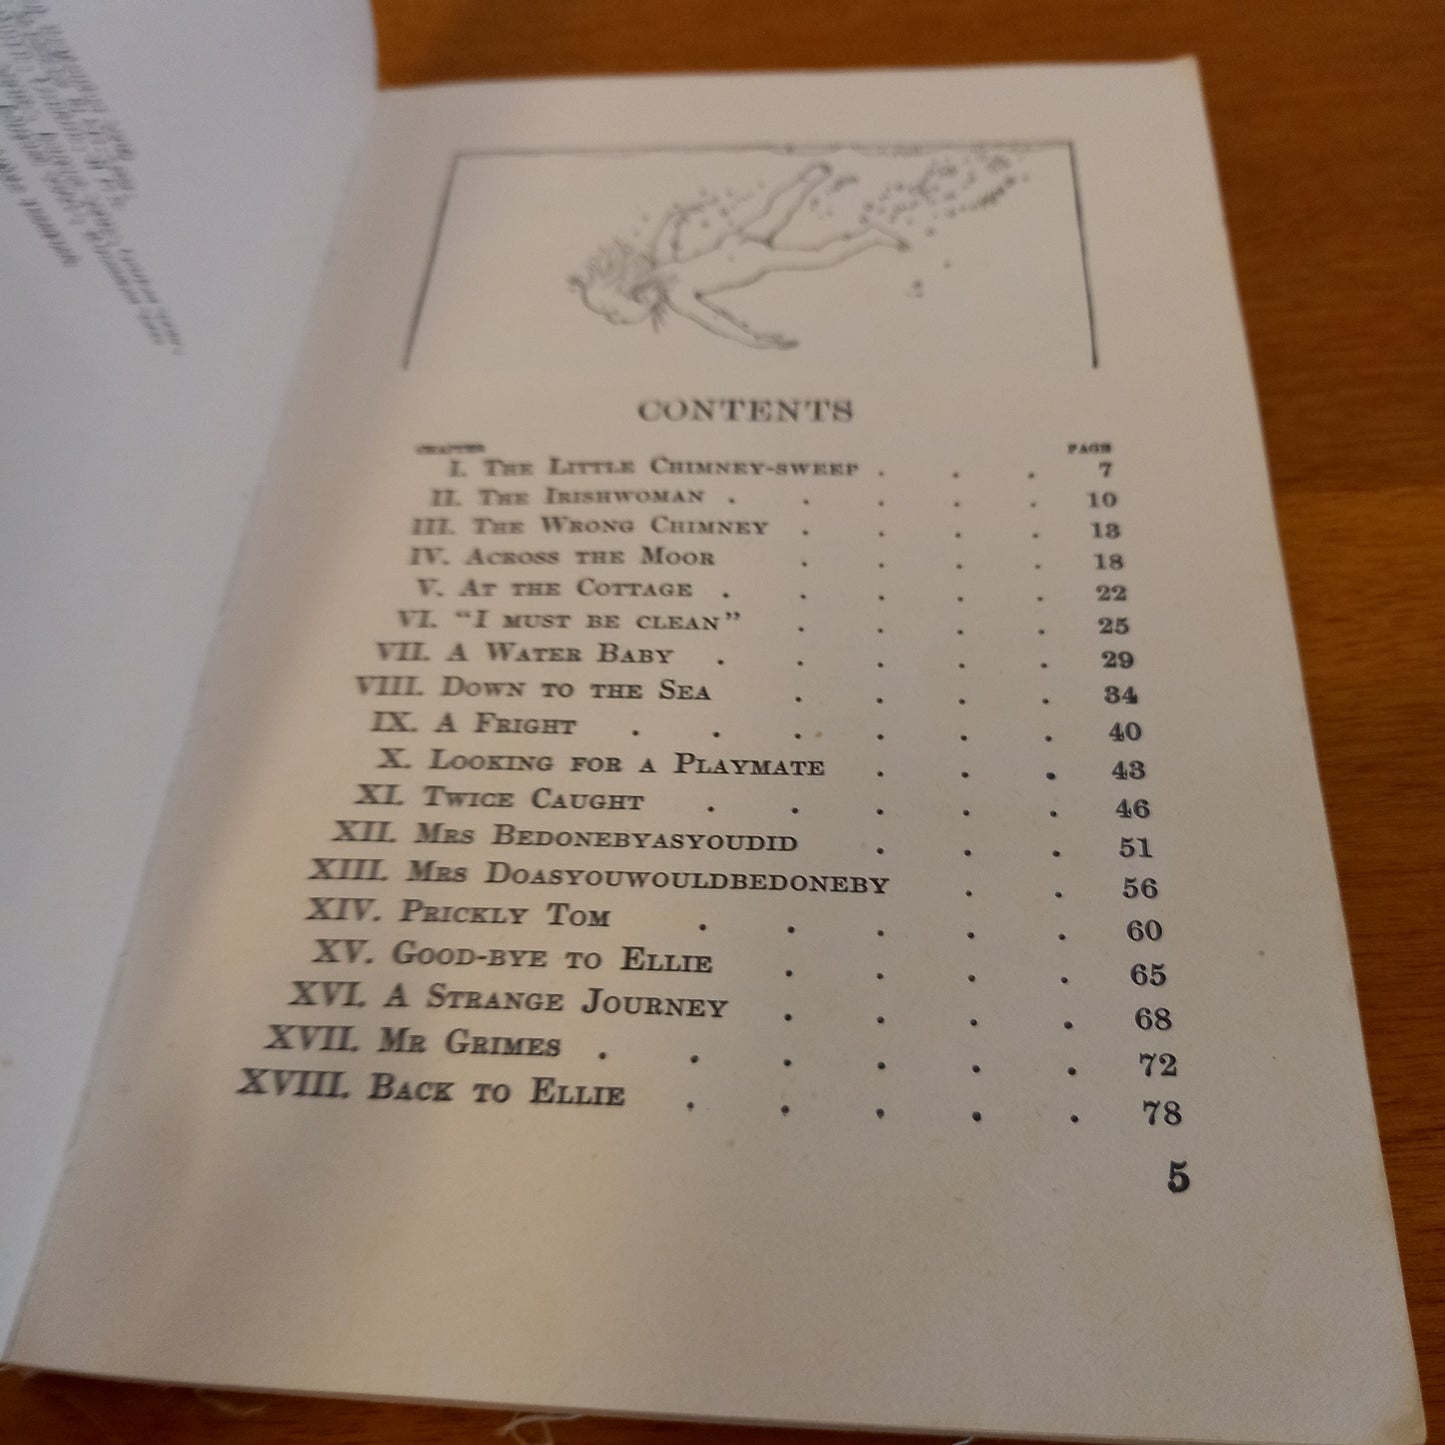 CONTENTS
CHAPTER PAGE
I. THE LITTLE CHIMNEY-SWEEP . . . 7
II. THE IRISHWOMAN . . . . . 10
III. THE WRONG CHIMNEY . . . . 13
IV. ACROSS THE MOOR . . . . 18
V. AT THE COTTAGE . . . . . 22
VI. "I MUST BE CLEAN" . . . . 25
VII. A WATER BABY . . . . . 29
VIII. DOWN TO THE SEA . . . . 34
IX. A FRIGHT . . . . . . 40
X. LOOKING FOR A PLAYMATE . . . 43
XI. TWICE CAUGHT . . . . . 46
XII. MRS BEDONEBYASYOUDID . . . 51
XIII. MRS DOASYOUWOULDBEDONEBY . . 56
XIV. PRICKLY TOM . . . . . 60
XV. GOOD-BYE TO ELLIE . . . . 65
XVI. A STRANGE JOURNEY . . . . 68
XVII. MR GRIMES . . . . . . 72
XVIII. BACK TO ELLIE . . . . . 78
5